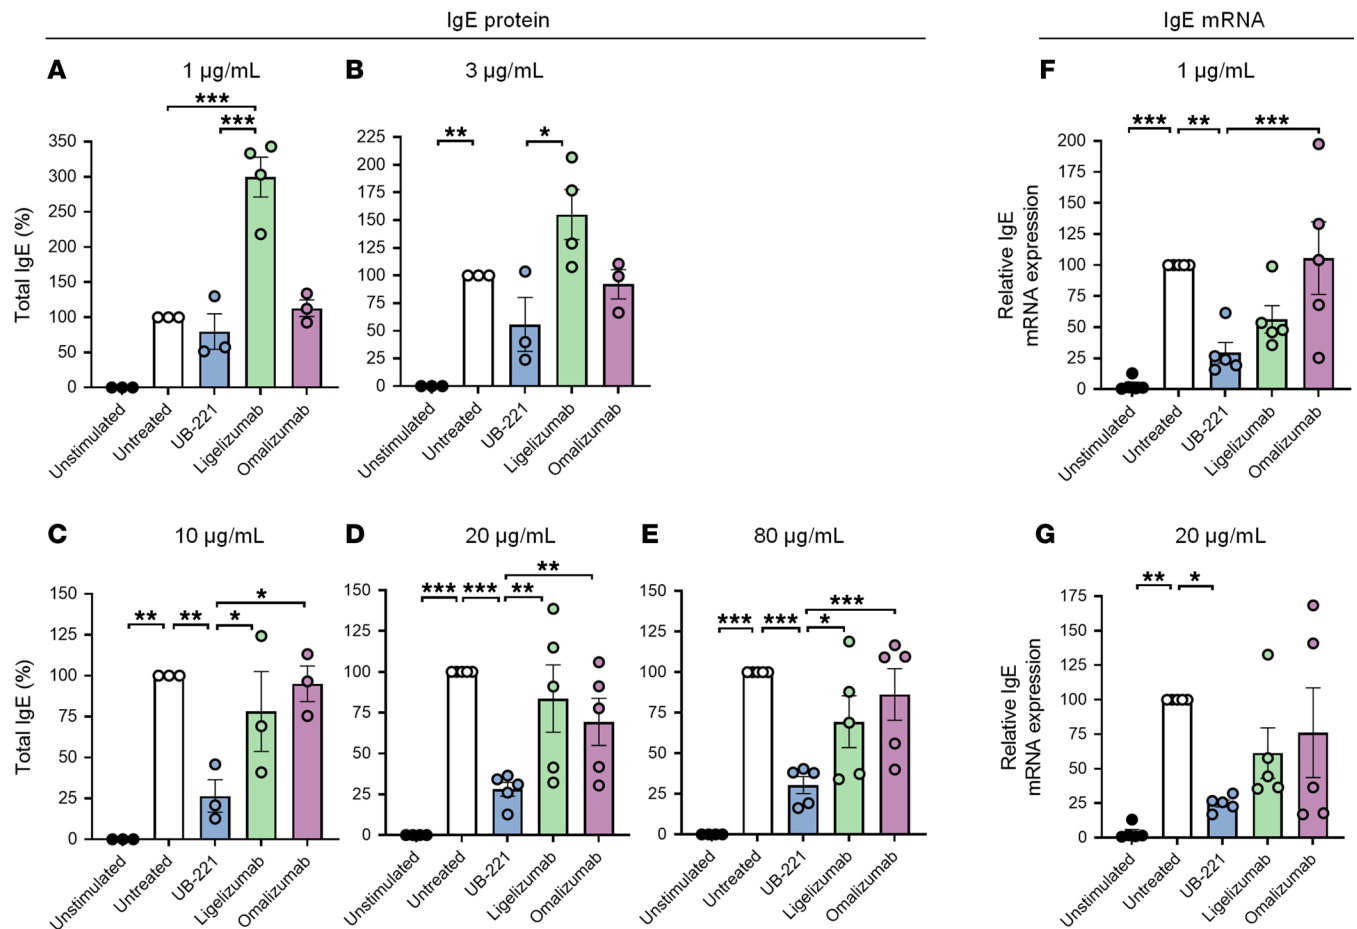 IgE protein
IgE mRNA
A
1 µg/mL
B
3 µg/mL
F
1 µg/mL
***
***
Total IgE (%)
350
300
250
200
150
100
50
0
Unstimulated
Untreated
UB-221
Ligelizumab
Omalizumab
**
*
225
200
175
150
125
100
75
50
25
0
Unstimulated
Untreated
UB-221
Ligelizumab
Omalizumab
***
**
***
Relative IgE
mRNA expression
200
175
150
125
100
75
50
25
0
Unstimulated
Untreated
UB-221
Ligelizumab
Omalizumab
C
10 µg/mL
D
20 µg/mL
E
80 µg/mL
G
20 µg/mL
*
**
**
*
Total IgE (%)
150
125
100
75
50
25
0
Unstimulated
Untreated
UB-221
Ligelizumab
Omalizumab
**
***
***
**
150
125
100
75
50
25
0
Unstimulated
Untreated
UB-221
Ligelizumab
Omalizumab
***
***
***
*
150
125
100
75
50
25
0
Unstimulated
Untreated
UB-221
Ligelizumab
Omalizumab
**
*
Relative IgE
mRNA expression
175
150
125
100
75
50
25
0
Unstimulated
Untreated
UB-221
Ligelizumab
Omalizumab